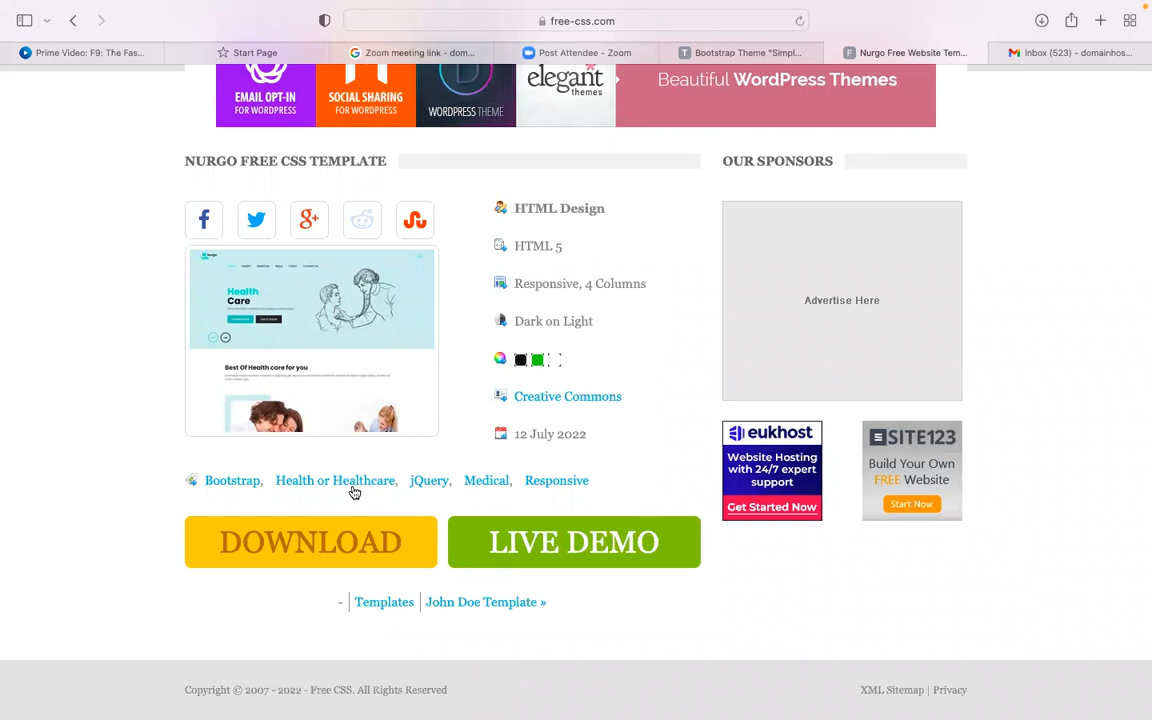 free-css.com
Prime Video: F9: The Fas...
Start Page
Zoom meeting link - dom...
Post Attendee - Zoom
Bootstrap Theme "Simpl...
Nurgo Free Website Tem...
Inbox (523) - domainhos...
EMAIL OPT-IN
FOR WORDPRESS
SOCIAL SHARING
FOR WORDPRESS
WORDPRESS THEME
elegant
themes
Beautiful WordPress Themes
NURGO FREE CSS TEMPLATE
OUR SPONSORS
HTML Design
HTML 5
Responsive, 4 Columns
Dark on Light
Creative Commons
12 July 2022
Nurgo
Health
Care
Best Of Health care for you
Advertise Here
eukhost
Website Hosting
with 24/7 expert
support
Get Started Now
SITE123
Build Your Own
FREE Website
Start Now
Bootstrap, Health or Healthcare, jQuery, Medical, Responsive
DOWNLOAD
LIVE DEMO
- Templates John Doe Template »
Copyright © 2007 - 2022 - Free CSS. All Rights Reserved
XML Sitemap | Privacy